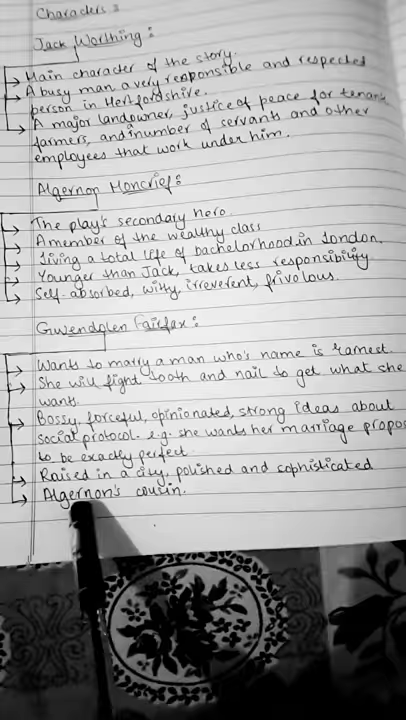 Characters :
Jack Worthing :
Main character of the story.
A busy man a very responsible and respected
person in Hertfordshire.
A major landowner, justice of peace for tenant
farmers, and inumber of servants and other
employees that work under him.
Algernon Moncrief :
The play's secondary hero.
A member of the wealthy class
living a total life of bachelorhood in London.
Younger than Jack, takes less responsibility
Self-absorbed, witty, irreverent, frivolous.
Gwendolen Fairfax :
Wants to marry a man who's name is Earnest.
She will fight tooth and nail to get what she
wants.
Bossy, forceful, opinionated, strong ideas about
social protocol. e.g. she wants her marriage propos
to be exactly perfect
Raised in a city, polished and sophisticated
Algernon's cousin.